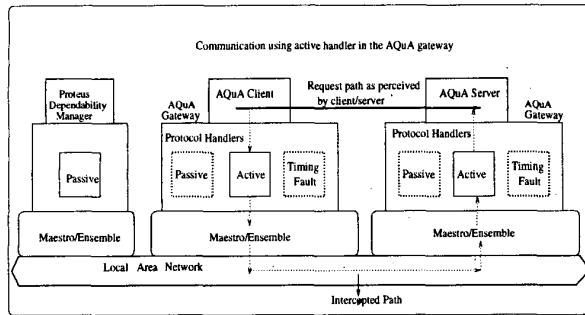 Communication using active handler in the AQuA gateway
Proteus
Dependability
Manager
AQuA
Gateway
AQuA Client
Request path as perceived
by client/server
AQuA Server
AQuA
Gateway
Protocol Handlers
Protocol Handlers
Passive
Passive
Active
Timing
Fault
Passive
Active
Timing
Fault
Maestro/Ensemble
Maestro/Ensemble
Maestro/Ensemble
Local Area Network
Intercepted Path